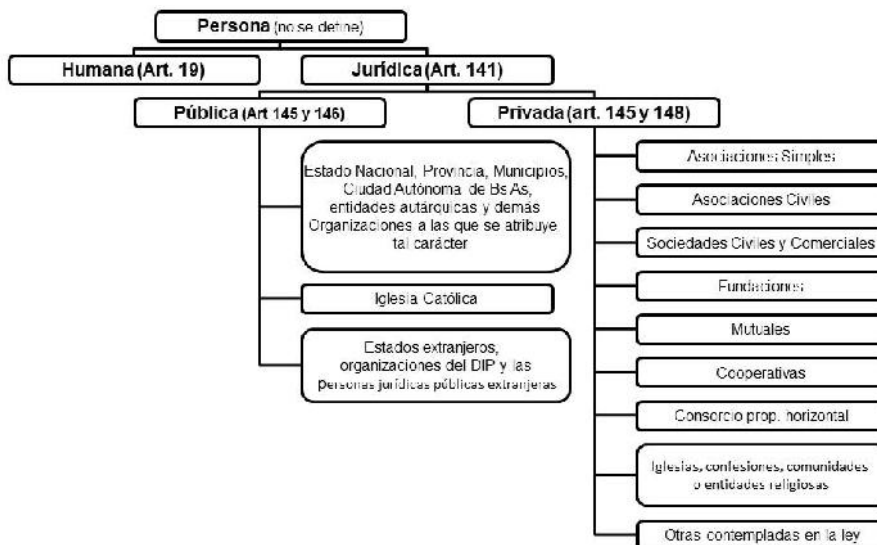 Persona (no se define)
Humana (Art. 19)
Jurídica (Art. 141)
Pública (Art 145 y 146)
Privada (art. 145 y 148)
Estado Nacional, Provincia, Municipios,
Ciudad Autónoma de Bs As,
entidades autárquicas y demás
Organizaciones a las que se atribuye
tal carácter
Iglesia Católica
Estados extranjeros,
organizaciones del DIP y las
personas jurídicas públicas extranjeras
Asociaciones Simples
Asociaciones Civiles
Sociedades Civiles y Comerciales
Fundaciones
Mutuales
Cooperativas
Consorcio prop. horizontal
Iglesias, confesiones, comunidades
o entidades religiosas
Otras contempladas en la ley